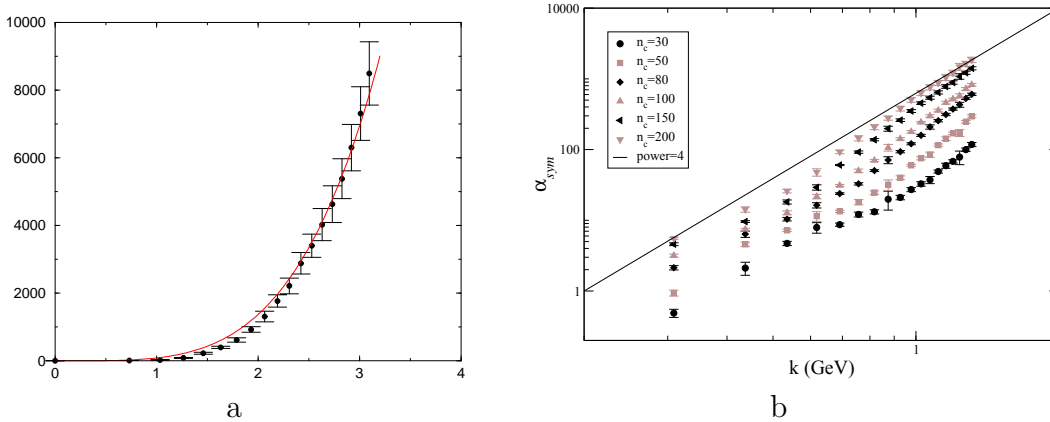 10000
8000
6000
4000
2000
0
0 1 2 3 4
a
10000
100
1
α_sym
n_c=30
n_c=50
n_c=80
n_c=100
n_c=150
n_c=200
power=4
1
k (GeV)
b